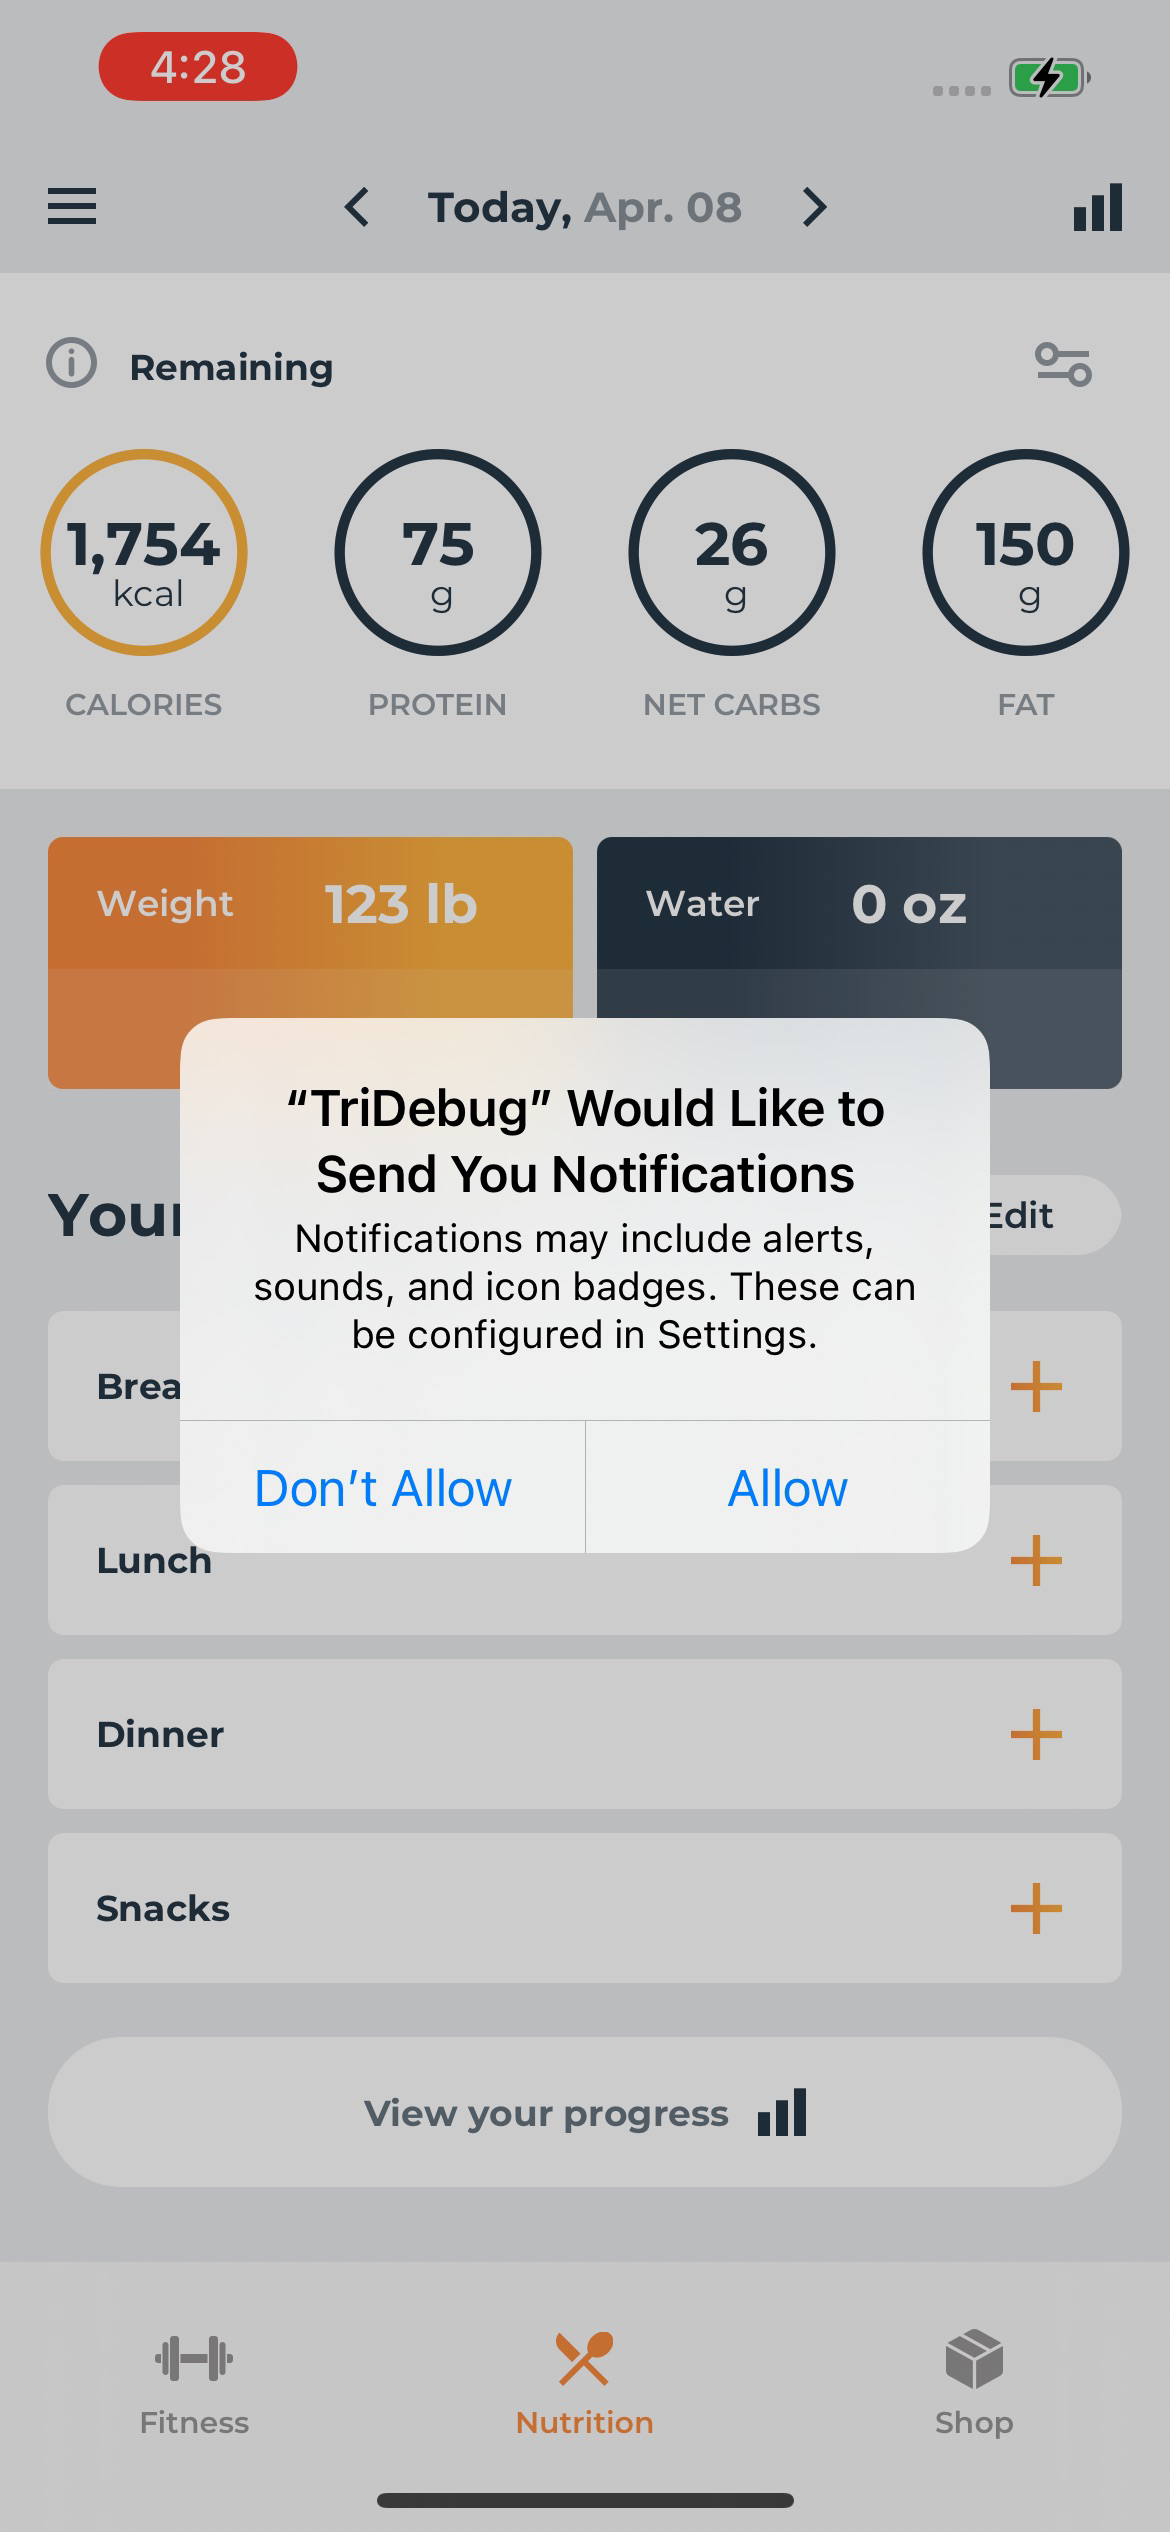 4:28
Today, Apr. 08
Remaining
1,754 75 26 150
kcal g g g
CALORIES PROTEIN NET CARBS FAT
Weight 123 lb Water 0 oz
“TriDebug” Would Like to
Send You Notifications
Notifications may include alerts,
sounds, and icon badges. These can
be configured in Settings.
Don’t Allow Allow
Edit
Lunch
Dinner
Snacks
View your progress
Fitness Nutrition Shop